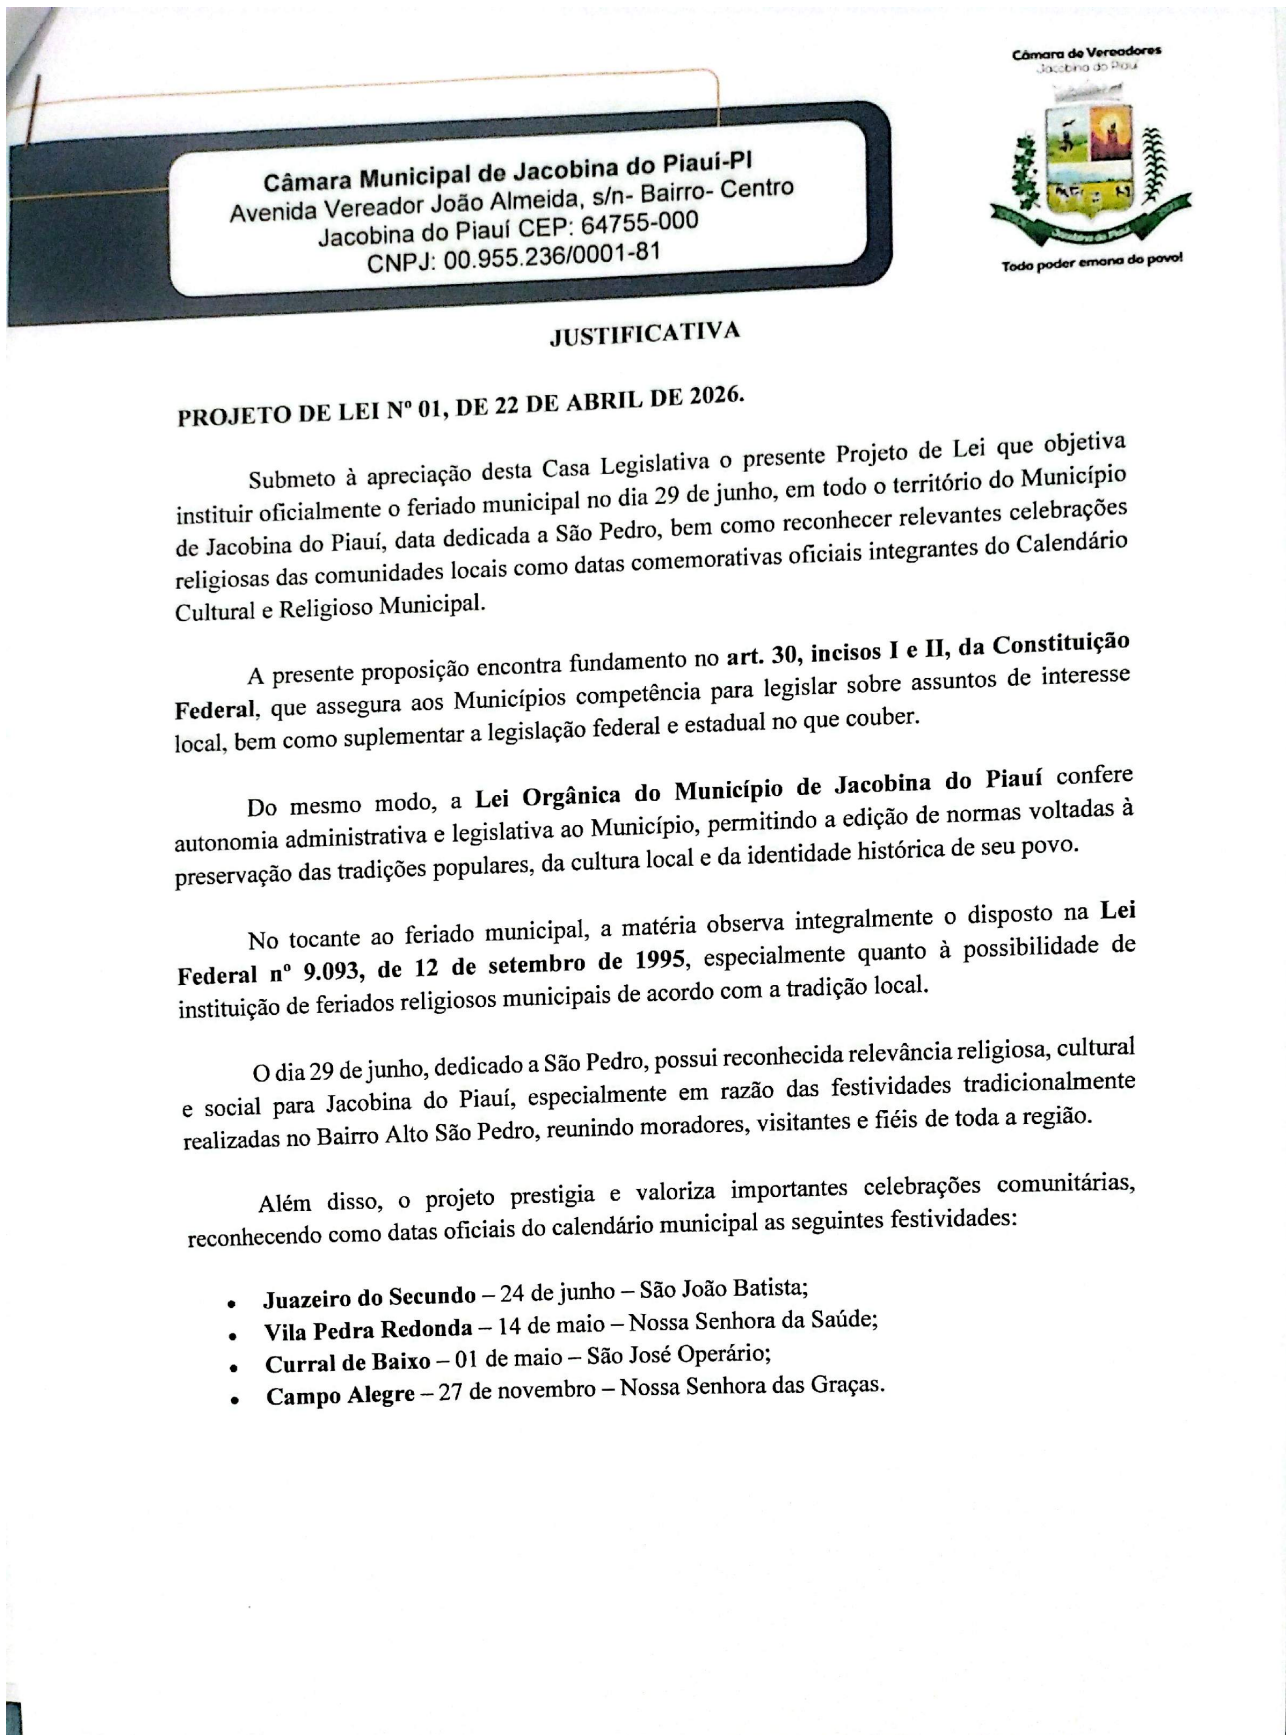 Câmara de Vereadores
Jacobina do Piauí
Câmara Municipal de Jacobina do Piauí-PI
Avenida Vereador João Almeida, s/n- Bairro- Centro
Jacobina do Piauí CEP: 64755-000
CNPJ: 00.955.236/0001-81
Jacobina do Piauí
Todo poder emana do povo!
JUSTIFICATIVA
PROJETO DE LEI Nº 01, DE 22 DE ABRIL DE 2026.
Submeto à apreciação desta Casa Legislativa o presente Projeto de Lei que objetiva
instituir oficialmente o feriado municipal no dia 29 de junho, em todo o território do Município
de Jacobina do Piauí, data dedicada a São Pedro, bem como reconhecer relevantes celebrações
religiosas das comunidades locais como datas comemorativas oficiais integrantes do Calendário
Cultural e Religioso Municipal.
A presente proposição encontra fundamento no art. 30, incisos I e II, da Constituição
Federal, que assegura aos Municípios competência para legislar sobre assuntos de interesse
local, bem como suplementar a legislação federal e estadual no que couber.
Do mesmo modo, a Lei Orgânica do Município de Jacobina do Piauí confere
autonomia administrativa e legislativa ao Município, permitindo a edição de normas voltadas à
preservação das tradições populares, da cultura local e da identidade histórica de seu povo.
No tocante ao feriado municipal, a matéria observa integralmente o disposto na Lei
Federal nº 9.093, de 12 de setembro de 1995, especialmente quanto à possibilidade de
instituição de feriados religiosos municipais de acordo com a tradição local.
O dia 29 de junho, dedicado a São Pedro, possui reconhecida relevância religiosa, cultural
e social para Jacobina do Piauí, especialmente em razão das festividades tradicionalmente
realizadas no Bairro Alto São Pedro, reunindo moradores, visitantes e fiéis de toda a região.
Além disso, o projeto prestigia e valoriza importantes celebrações comunitárias,
reconhecendo como datas oficiais do calendário municipal as seguintes festividades:
• Juazeiro do Secundo – 24 de junho – São João Batista;
• Vila Pedra Redonda – 14 de maio – Nossa Senhora da Saúde;
• Curral de Baixo – 01 de maio – São José Operário;
• Campo Alegre – 27 de novembro – Nossa Senhora das Graças.